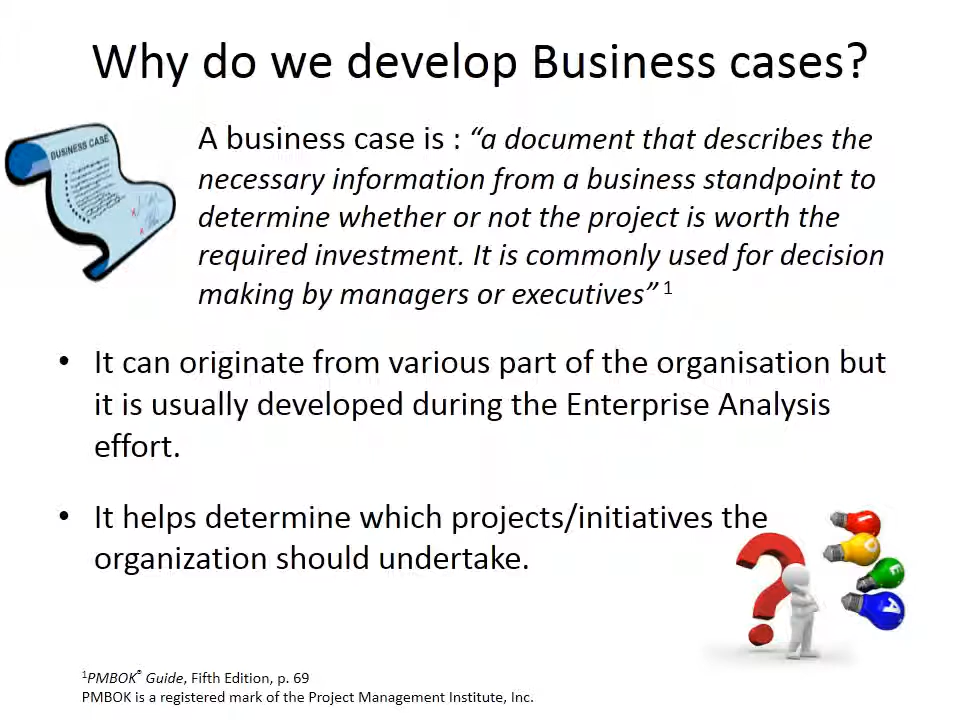 Why do we develop Business cases?
BUSINESS CASE
A business case is : “a document that describes the
necessary information from a business standpoint to
determine whether or not the project is worth the
required investment. It is commonly used for decision
making by managers or executives” 1
• It can originate from various part of the organisation but
it is usually developed during the Enterprise Analysis
effort.
• It helps determine which projects/initiatives the
organization should undertake.
I
D
E
A
1PMBOK® Guide, Fifth Edition, p. 69
PMBOK is a registered mark of the Project Management Institute, Inc.